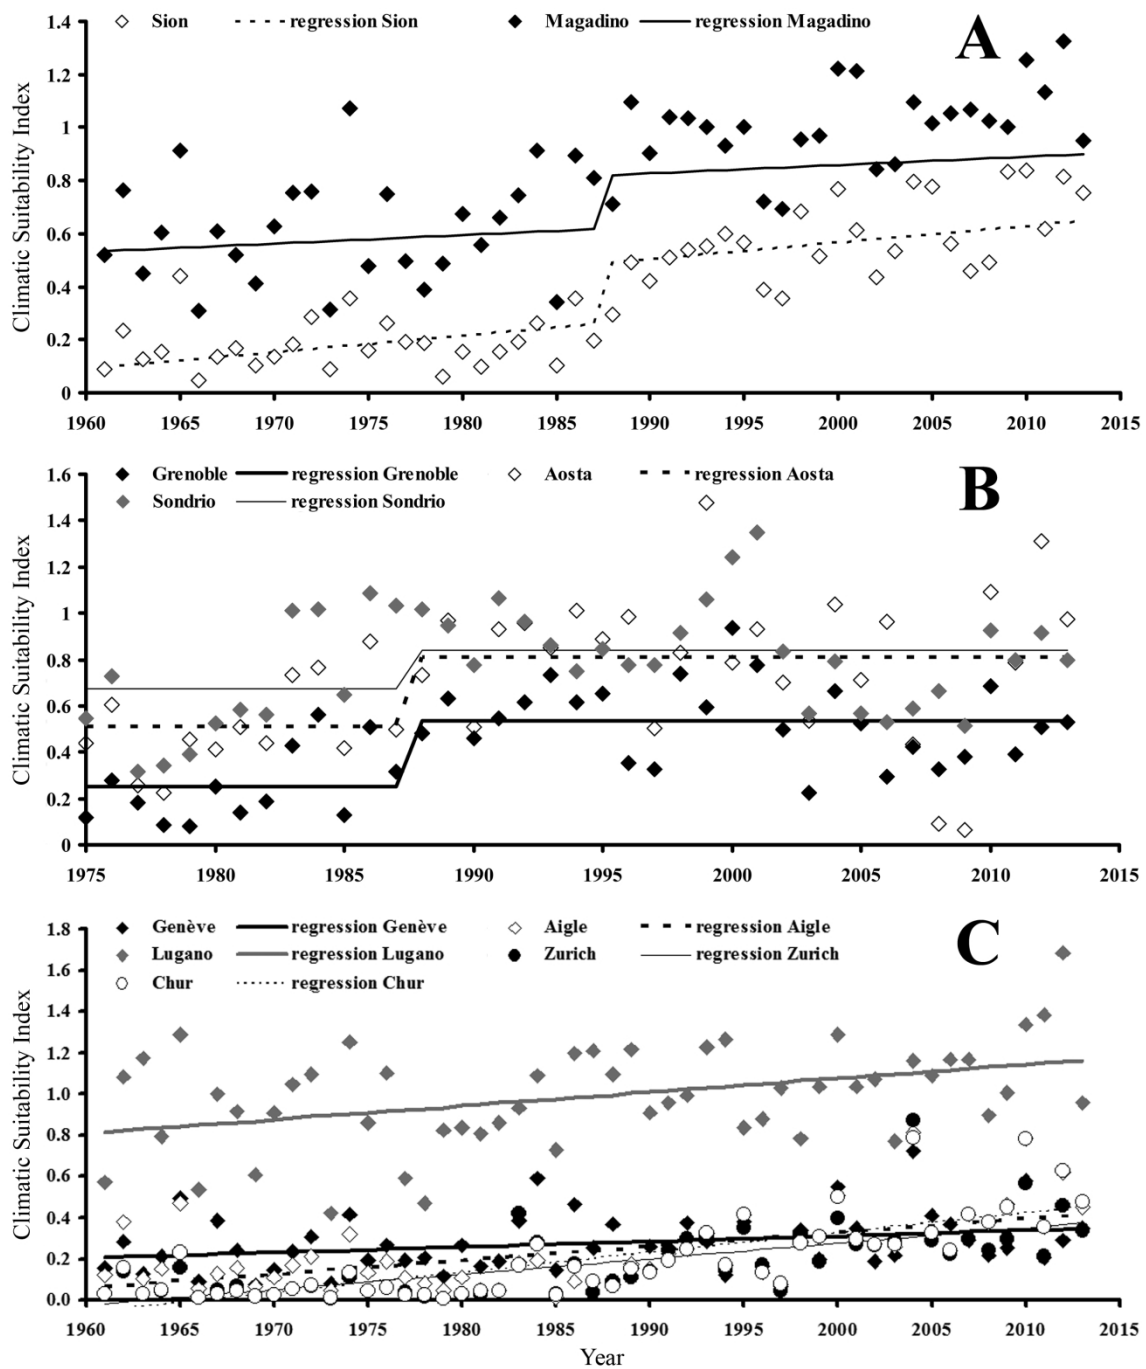 Sion regression Sion Magadino regression Magadino
A
Climatic Suitability Index
1.4
1.2
1
0.8
0.6
0.4
0.2
0
1960 1965 1970 1975 1980 1985 1990 1995 2000 2005 2010 2015
Grenoble regression Grenoble Aosta regression Aosta
Sondrio regression Sondrio
B
Climatic Suitability Index
1.6
1.4
1.2
1
0.8
0.6
0.4
0.2
0
1975 1980 1985 1990 1995 2000 2005 2010 2015
Genève regression Genève Aigle regression Aigle
Lugano regression Lugano Zurich regression Zurich
Chur regression Chur
C
Climatic Suitability Index
1.8
1.6
1.4
1.2
1.0
0.8
0.6
0.4
0.2
0.0
1960 1965 1970 1975 1980 1985 1990 1995 2000 2005 2010 2015
Year